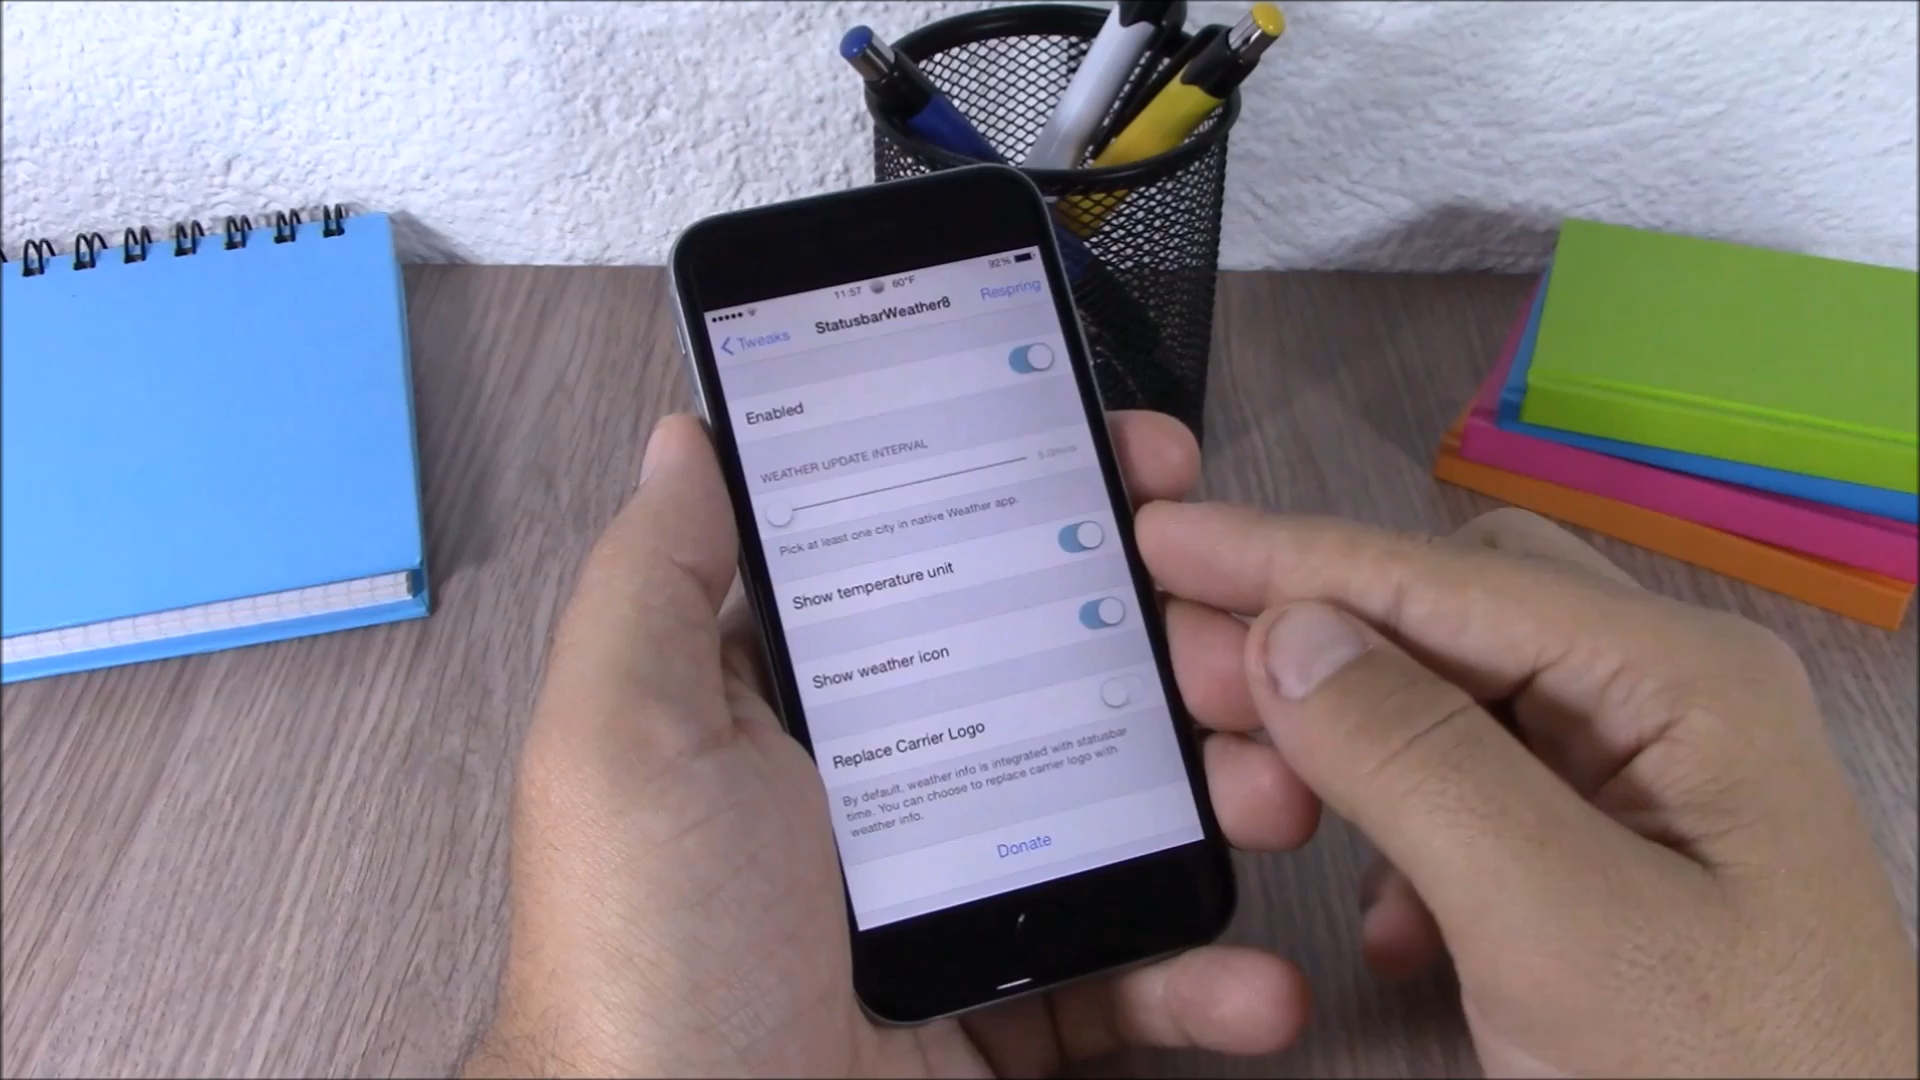 11:57 60°F 92%
Tweaks StatusbarWeather8 Respring
Enabled
WEATHER UPDATE INTERVAL 5.0mins
Pick at least one city in native Weather app.
Show temperature unit
Show weather icon
Replace Carrier Logo
By default, weather info is integrated with statusbar
time. You can choose to replace carrier logo with
weather info.
Donate